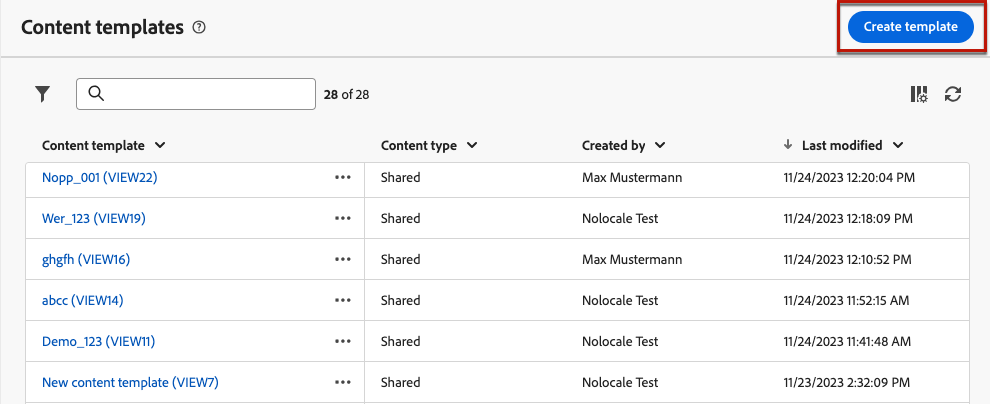 Content templates
Create template
28 of 28
Content template Content type Created by Last modified
Nopp_001 (VIEW22) Shared Max Mustermann 11/24/2023 12:20:04 PM
Wer_123 (VIEW19) Shared Nolocale Test 11/24/2023 12:18:09 PM
ghgfh (VIEW16) Shared Max Mustermann 11/24/2023 12:10:52 PM
abcc (VIEW14) Shared Nolocale Test 11/24/2023 11:52:15 AM
Demo_123 (VIEW11) Shared Nolocale Test 11/24/2023 11:41:48 AM
New content template (VIEW7) Shared Nolocale Test 11/23/2023 2:32:09 PM